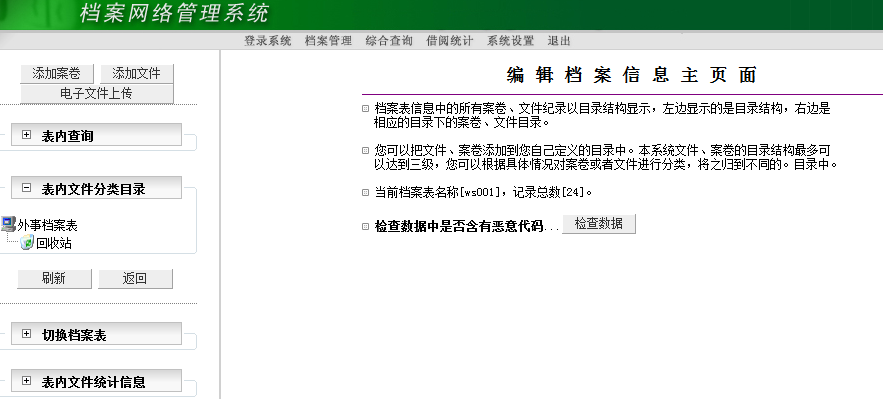 档案网络管理系统
登录系统 档案管理 综合查询 借阅统计 系统设置 退出
添加案卷 添加文件
电子文件上传
表内查询
表内文件分类目录
外事档案表
回收站
刷新 返回
切换档案表
表内文件统计信息
编辑档案信息主页面
档案表信息中的所有案卷、文件纪录以目录结构显示，左边显示的是目录结构，右边是
相应的目录下的案卷、文件目录。
您可以把文件、案卷添加到您自己定义的目录中。本系统文件、案卷的目录结构最多可
以达到三级，您可以根据具体情况对案卷或者文件进行分类，将之归到不同的。目录中。
当前档案表名称[ws001]，记录总数[24]。
检查数据中是否含有恶意代码... 检查数据